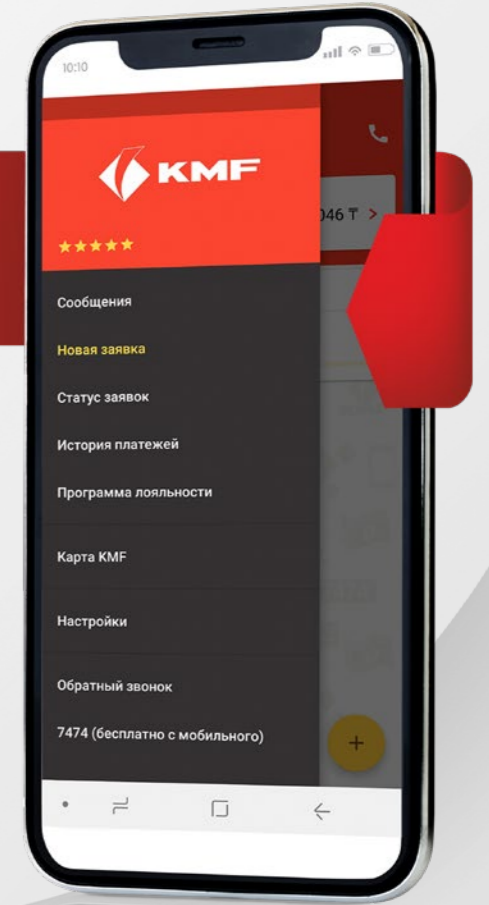 10:10
KMF
046 ₸ >
Сообщения
Новая заявка
Статус заявок
История платежей
Программа лояльности
Карта KMF
Настройки
Обратный звонок
7474 (бесплатно с мобильного)
+